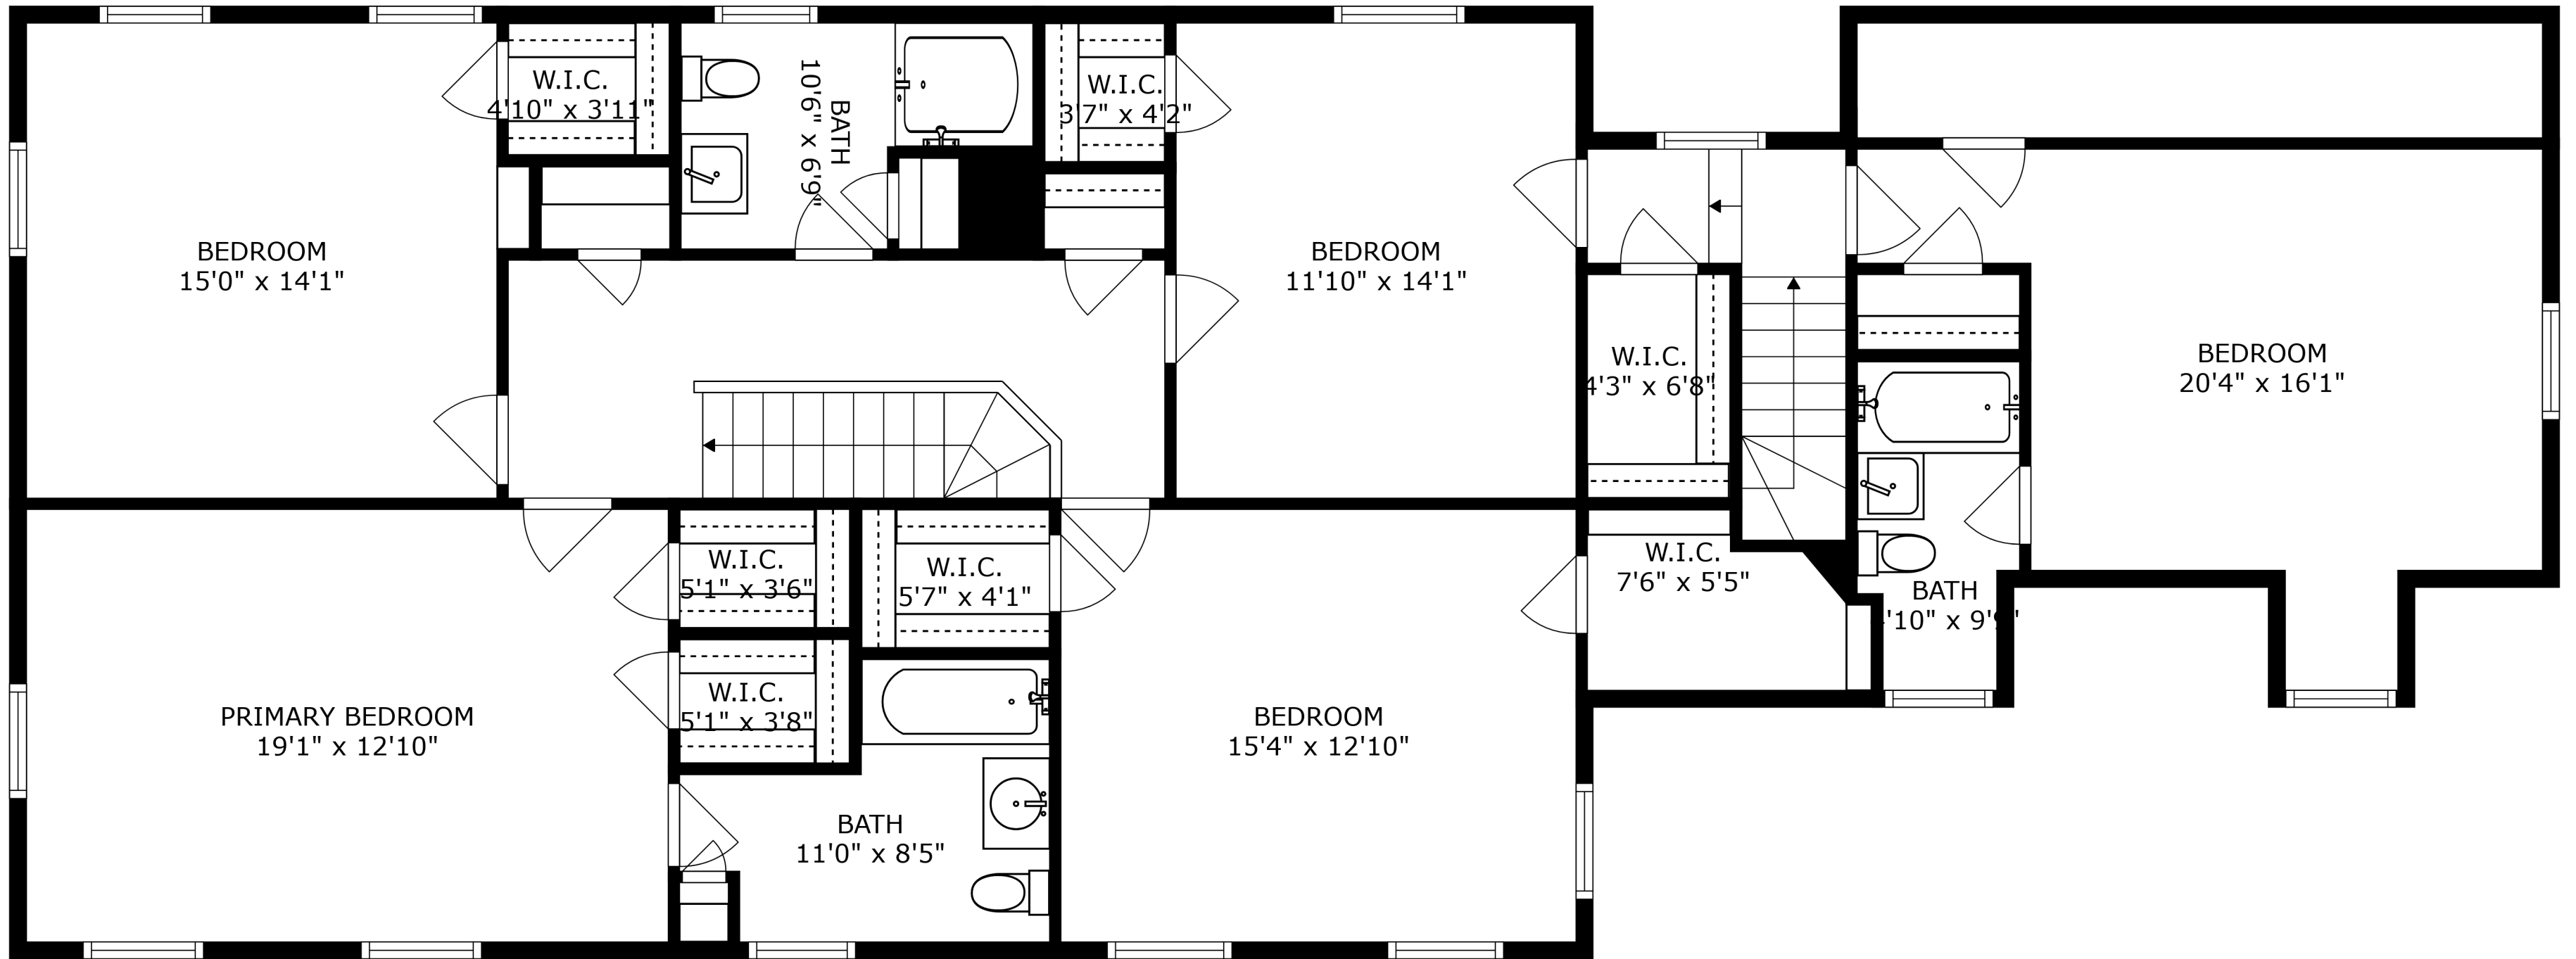 W.I.C.
4'10" x 3'11"
BATH
10'6" x 6'9"
W.I.C.
3'7" x 4'2"
BEDROOM
15'0" x 14'1"
BEDROOM
11'10" x 14'1"
W.I.C.
4'3" x 6'8"
BEDROOM
20'4" x 16'1"
W.I.C.
5'1" x 3'6"
W.I.C.
5'7" x 4'1"
W.I.C.
7'6" x 5'5"
BATH
'10" x 9'9"
W.I.C.
5'1" x 3'8"
PRIMARY BEDROOM
19'1" x 12'10"
BEDROOM
15'4" x 12'10"
BATH
11'0" x 8'5"